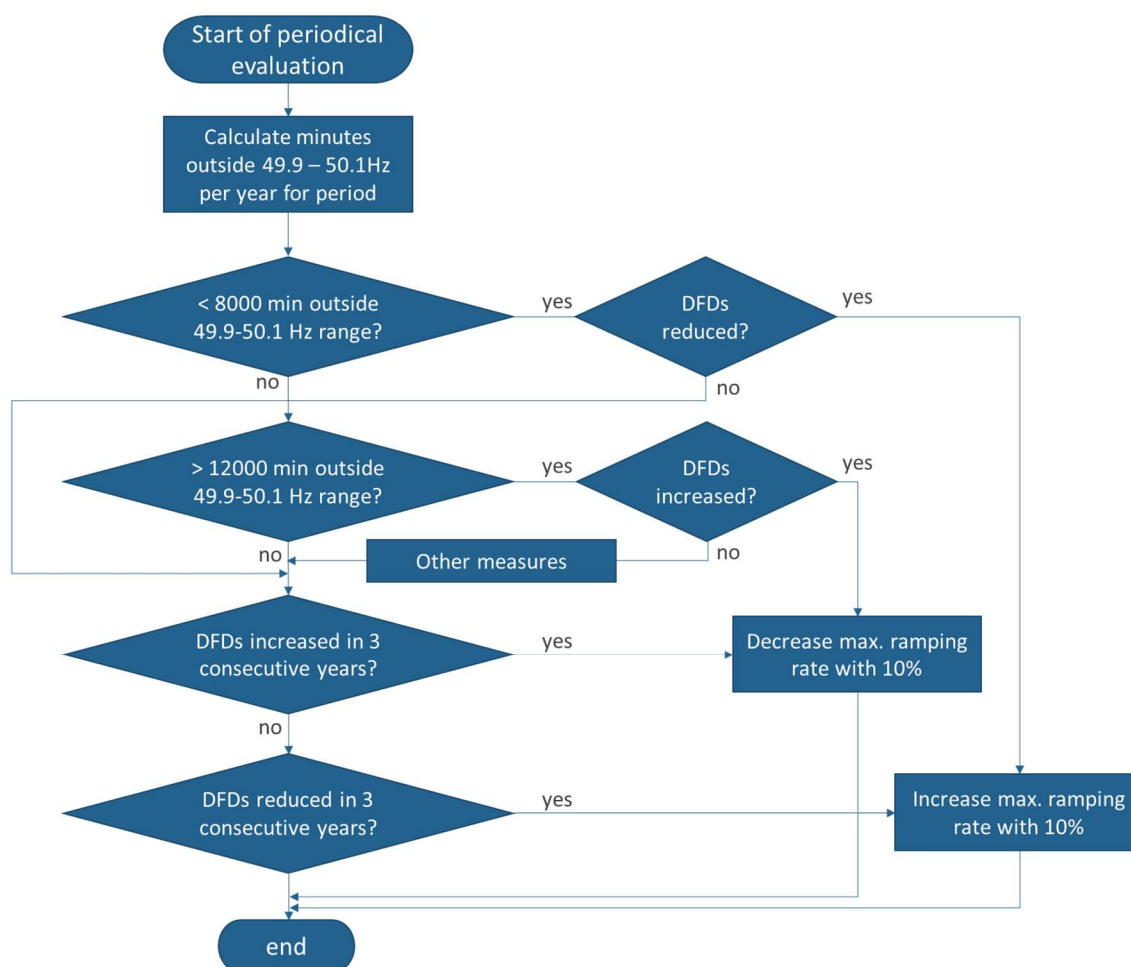 Start of periodical
evaluation
Calculate minutes
outside 49.9 – 50.1Hz
per year for period
< 8000 min outside
49.9-50.1 Hz range?
yes
DFDs
reduced?
yes
no
no
> 12000 min outside
49.9-50.1 Hz range?
yes
DFDs
increased?
yes
no
Other measures
no
DFDs increased in 3
consecutive years?
yes
Decrease max. ramping
rate with 10%
no
DFDs reduced in 3
consecutive years?
yes
Increase max. ramping
rate with 10%
end